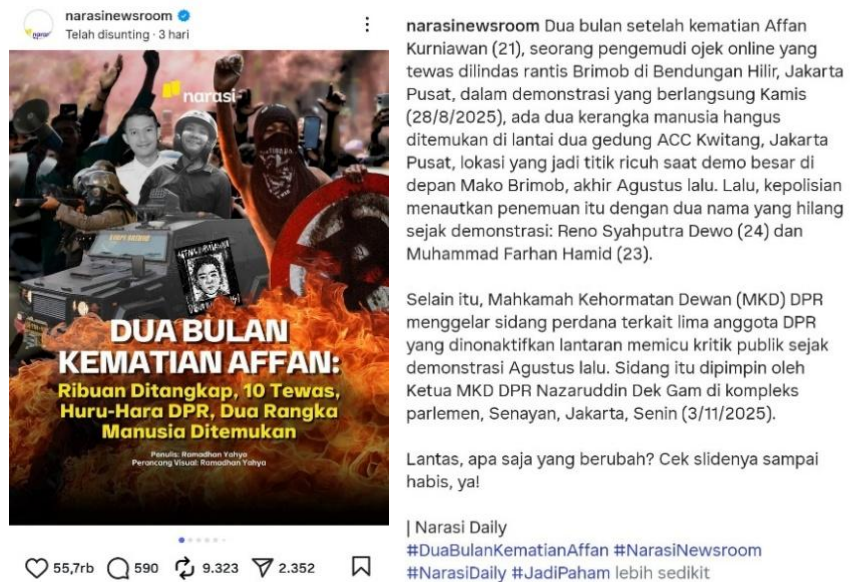 narasinewsroom
Telah disunting · 3 hari
narasi
DUA BULAN
KEMATIAN AFFAN:
Ribuan Ditangkap, 10 Tewas,
Huru-Hara DPR, Dua Rangka
Manusia Ditemukan
Penulis: Ramadhan Yahya
Perancang Visual: Ramadhan Yahya
55,7rb
590
9.323
2.352
narasinewsroom Dua bulan setelah kematian Affan
Kurniawan (21), seorang pengemudi ojek online yang
tewas dilindas rantis Brimob di Bendungan Hilir, Jakarta
Pusat, dalam demonstrasi yang berlangsung Kamis
(28/8/2025), ada dua kerangka manusia hangus
ditemukan di lantai dua gedung ACC Kwitang, Jakarta
Pusat, lokasi yang jadi titik ricuh saat demo besar di
depan Mako Brimob, akhir Agustus lalu. Lalu, kepolisian
menautkan penemuan itu dengan dua nama yang hilang
sejak demonstrasi: Reno Syahputra Dewo (24) dan
Muhammad Farhan Hamid (23).
Selain itu, Mahkamah Kehormatan Dewan (MKD) DPR
menggelar sidang perdana terkait lima anggota DPR
yang dinonaktifkan lantaran memicu kritik publik sejak
demonstrasi Agustus lalu. Sidang itu dipimpin oleh
Ketua MKD DPR Nazaruddin Dek Gam di kompleks
parlemen, Senayan, Jakarta, Senin (3/11/2025).
Lantas, apa saja yang berubah? Cek slidenya sampai
habis, ya!
| Narasi Daily
#DuaBulanKematianAffan #NarasiNewsroom
#NarasiDaily #JadiPaham lebih sedikit